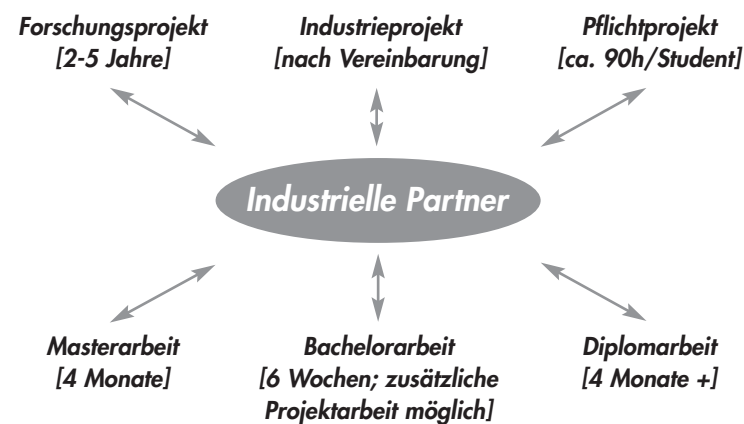 Forschungsprojekt
[2-5 Jahre]
Industrieprojekt
[nach Vereinbarung]
Pflichtprojekt
[ca. 90h/Student]
Industrielle Partner
Masterarbeit
[4 Monate]
Bachelorarbeit
[6 Wochen; zusätzliche
Projektarbeit möglich]
Diplomarbeit
[4 Monate +]